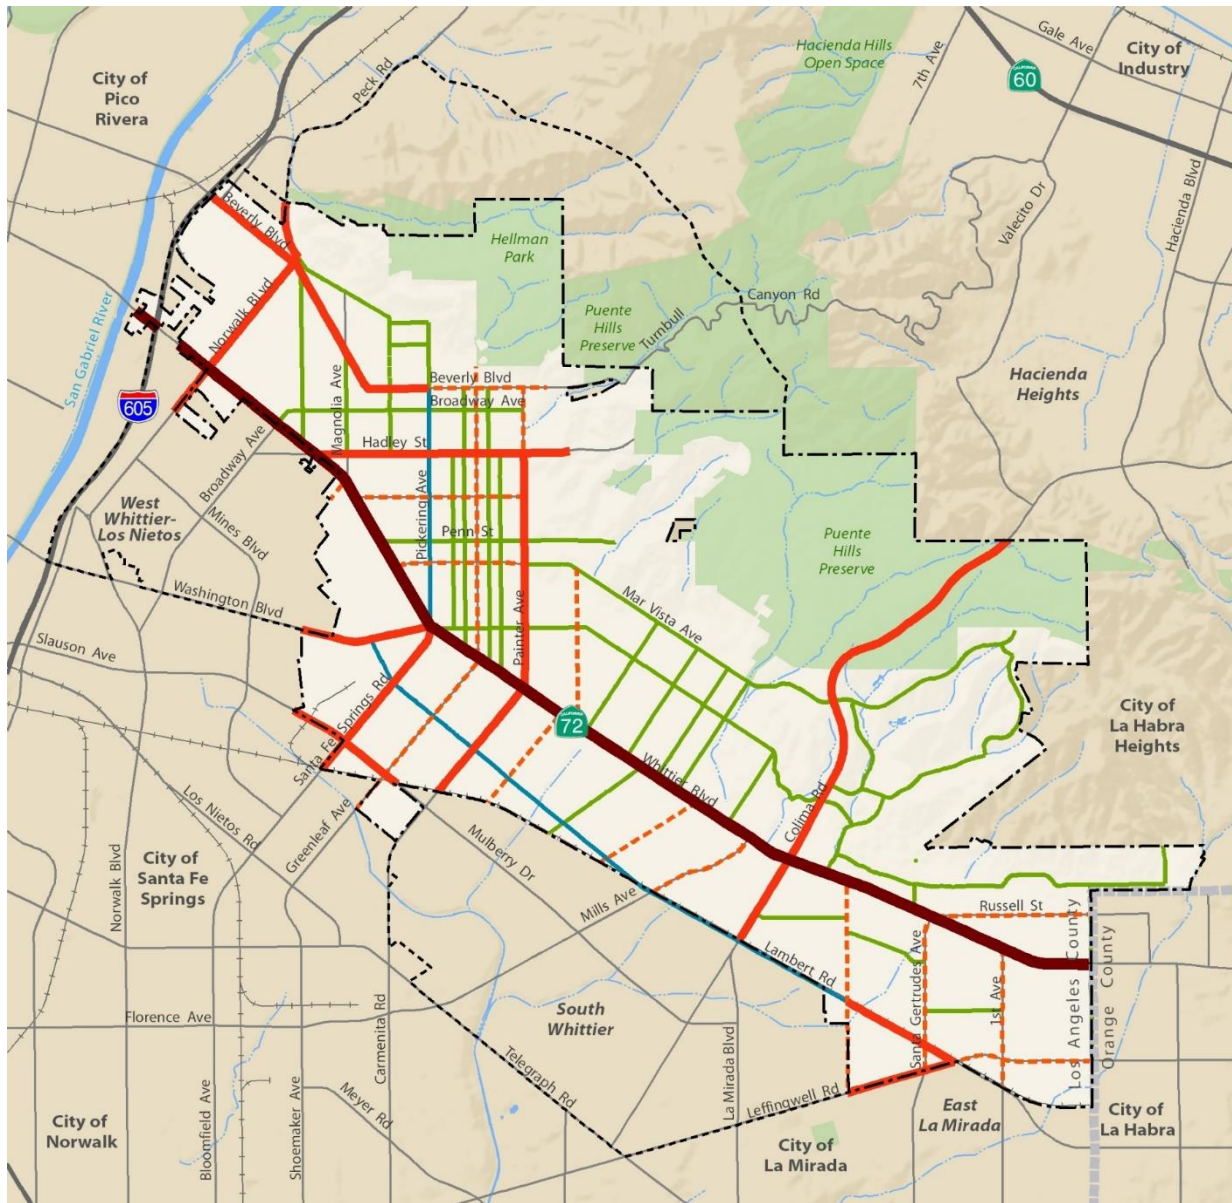 City of
Pico
Rivera
Peck Rd
Hacienda Hills
Open Space
7th Ave
Gale Ave
City of
Industry
CALIFORNIA
60
Hacienda Blvd
Valecito Dr
Beverly Blvd
Hellman
Park
San Gabriel River
Norwalk Blvd
Puente
Hills
Preserve
Turnbull
Canyon Rd
605
Magnolia Ave
Beverly Blvd
Broadway Ave
Hacienda
Heights
Broadway Ave
Hadley St
Pickering Ave
West
Whittier-
Los Nietos
Mines Blvd
Penn St
Puente
Hills
Preserve
Washington Blvd
Painter Ave
Mar Vista Ave
Slauson Ave
Santa Fe Springs Rd
CALIFORNIA
72
City of
La Habra
Heights
Whittier Blvd
Colima Rd
Los Nietos Rd
Greenleaf Ave
Mulberry Dr
Norwalk Blvd
City of
Santa Fe
Springs
Mills Ave
Russell St
Lambert Rd
Santa Gertrudes Ave
1st Ave
Los Angeles County
Orange County
Florence Ave
Carmenita Rd
South
Whittier
Telegraph Rd
La Mirada Blvd
Leffingwell Rd
City of
Norwalk
Bloomfield Ave
Shoemaker Ave
Meyer Rd
City of
La Mirada
East
La Mirada
City of
La Habra